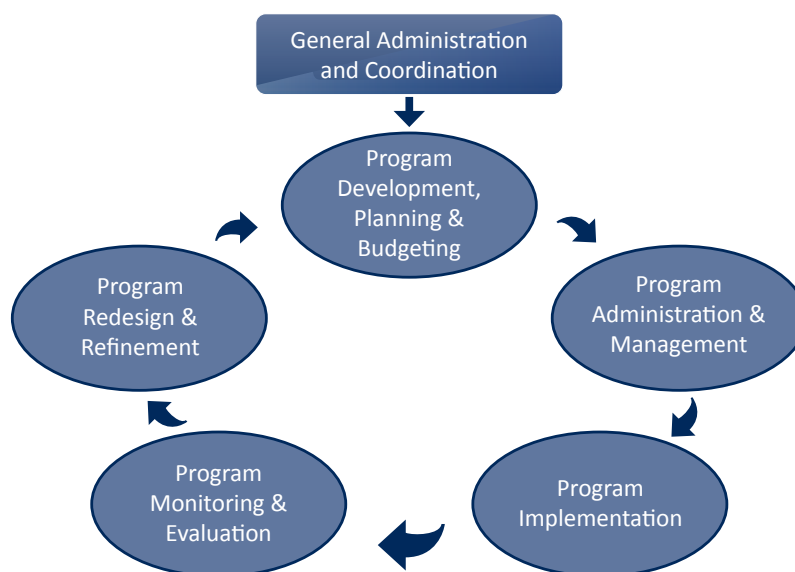 General Administration
and Coordination
Program
Development,
Planning &
Budgeting
Program
Administration &
Management
Program
Implementation
Program
Monitoring &
Evaluation
Program
Redesign &
Refinement